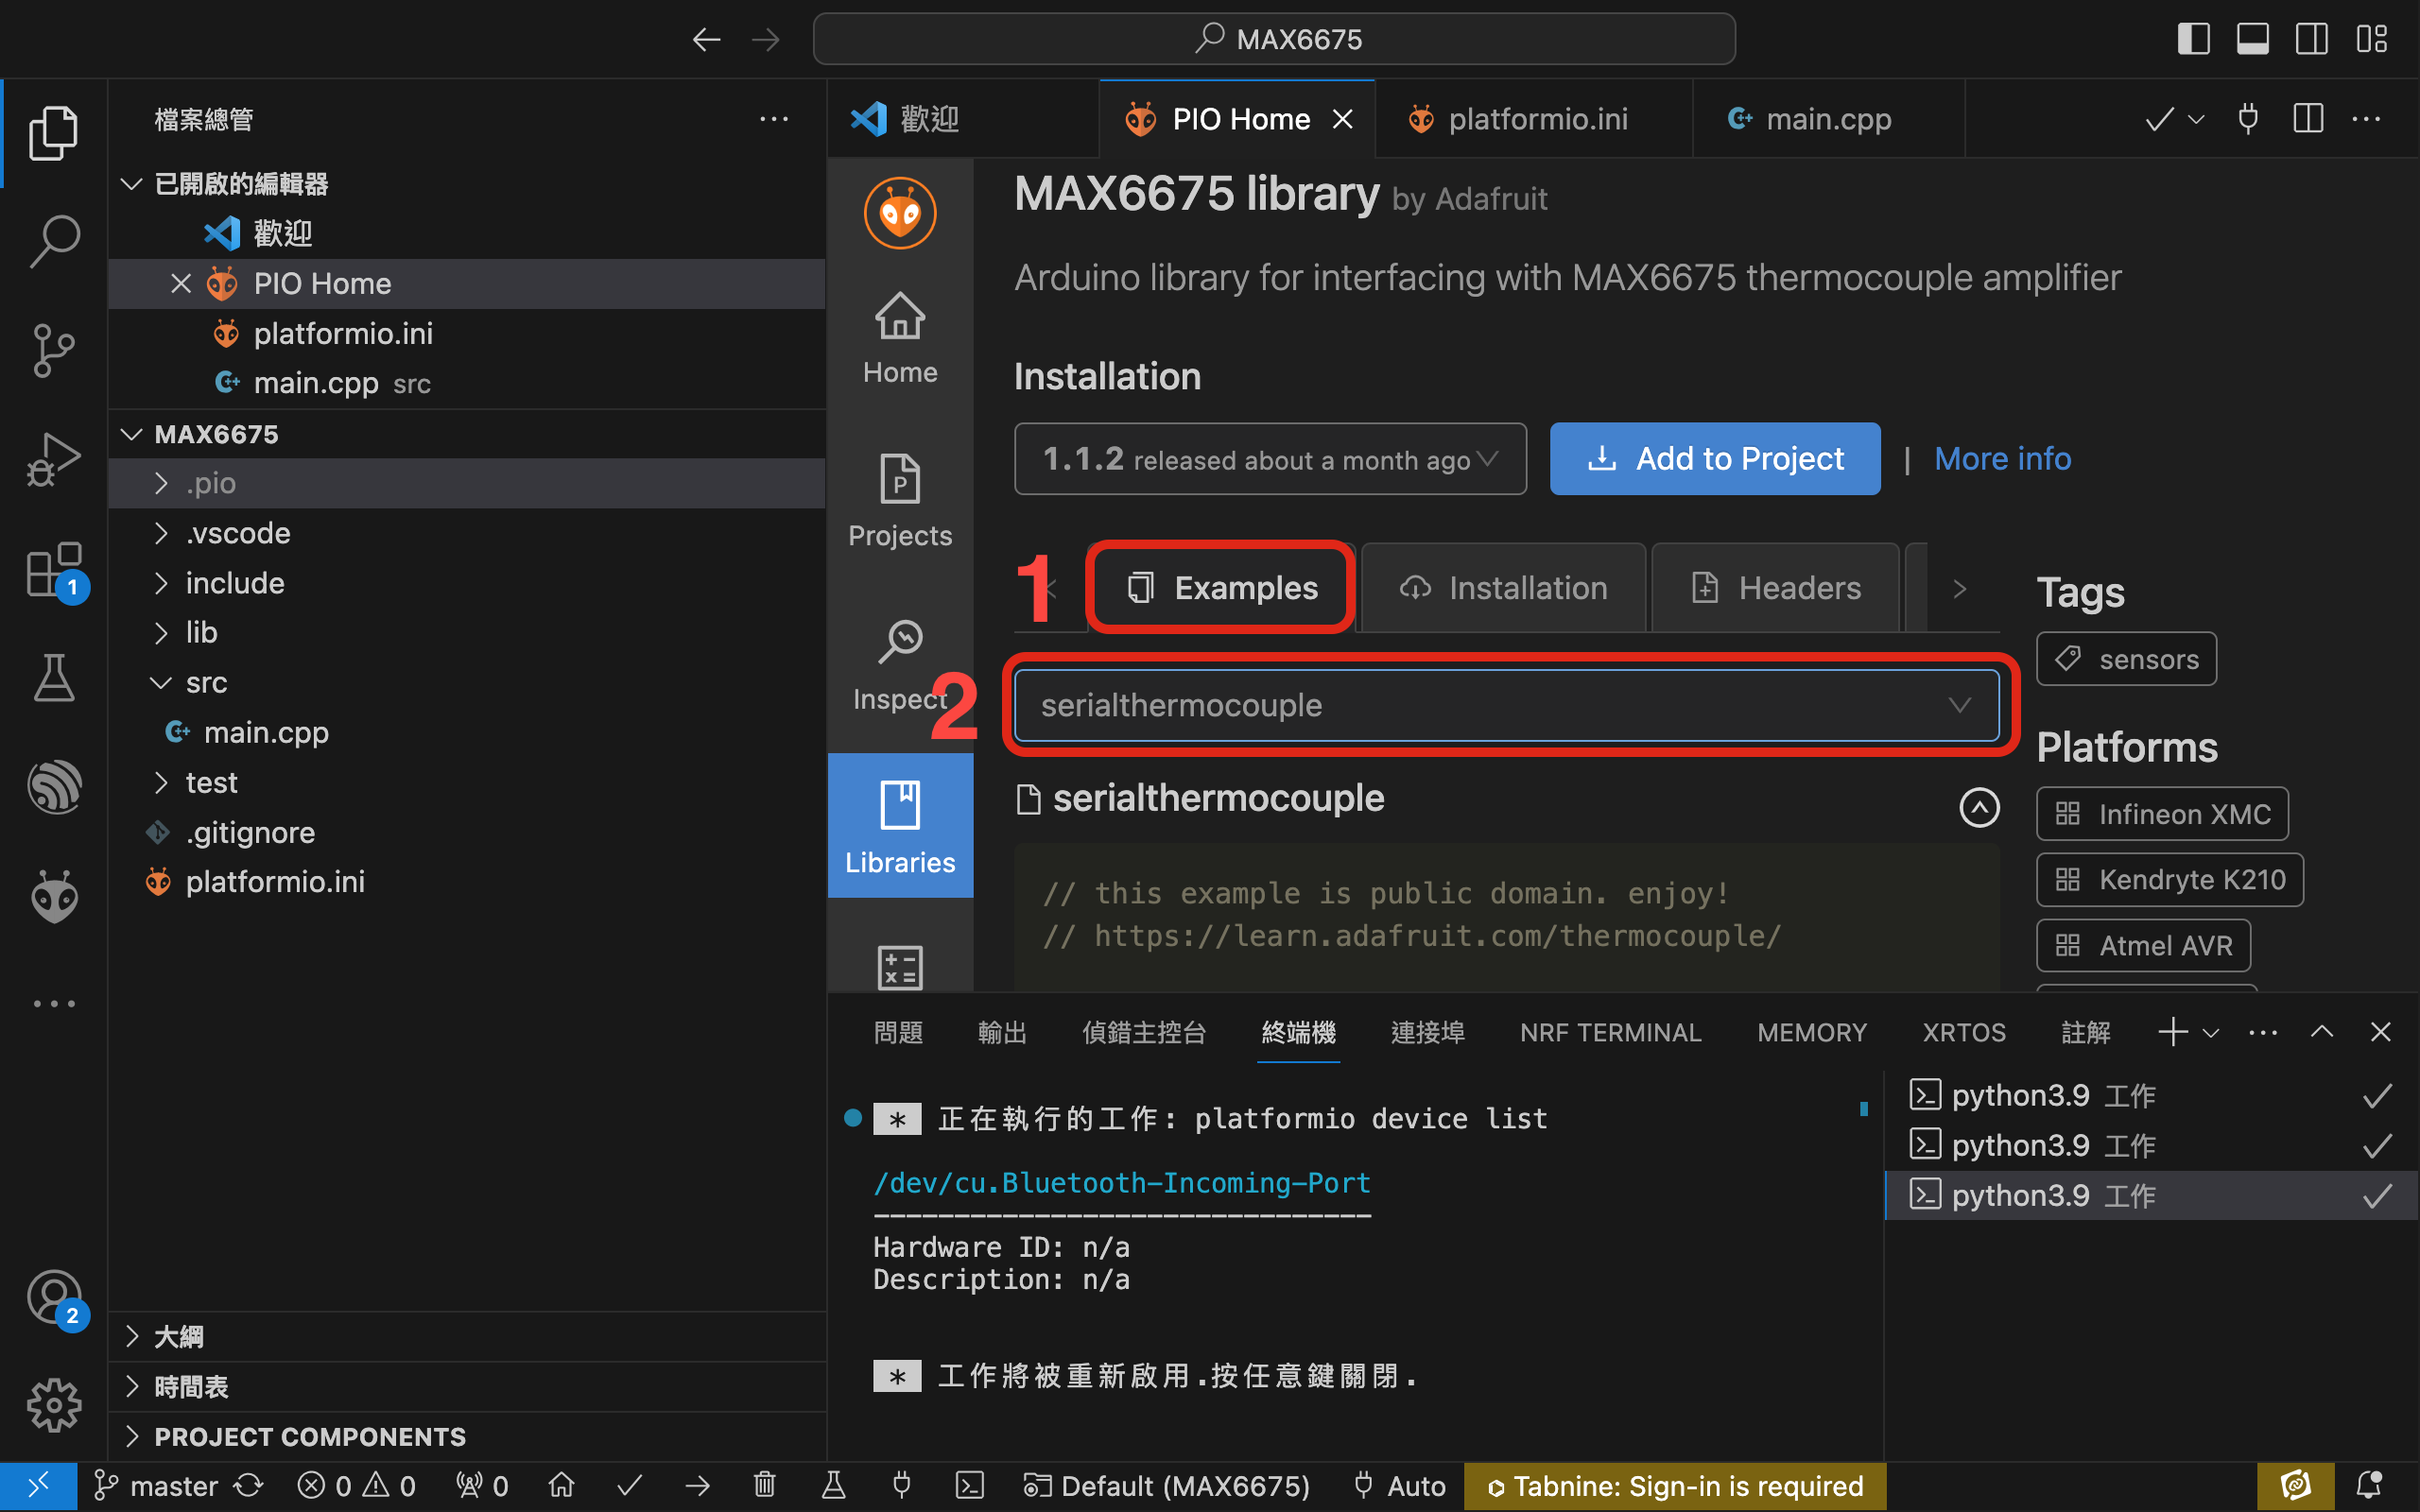 MAX6675
檔案總管
已開啟的編輯器
歡迎
PIO Home
platformio.ini
main.cpp src
MAX6675
.pio
.vscode
include
lib
src
main.cpp
test
.gitignore
platformio.ini
大綱
時間表
PROJECT COMPONENTS
1
2
歡迎
PIO Home
platformio.ini
main.cpp
Home
Projects
Inspect
Libraries
MAX6675 library by Adafruit
Arduino library for interfacing with MAX6675 thermocouple amplifier
Installation
1.1.2 released about a month ago
Add to Project
| More info
1
Examples
Installation
Headers
2
serialthermocouple
serialthermocouple
// this example is public domain. enjoy!
// https://learn.adafruit.com/thermocouple/
Tags
sensors
Platforms
Infineon XMC
Kendryte K210
Atmel AVR
問題
輸出
偵錯主控台
終端機
連接埠
NRF TERMINAL
MEMORY
XRTOS
註解
* 正在執行的工作: platformio device list
/dev/cu.Bluetooth-Incoming-Port
-------------------------------
Hardware ID: n/a
Description: n/a
* 工作將被重新啟用.按任意鍵關閉.
python3.9 工作
python3.9 工作
python3.9 工作
master
0
0
0
Default (MAX6675)
Auto
Tabnine: Sign-in is required